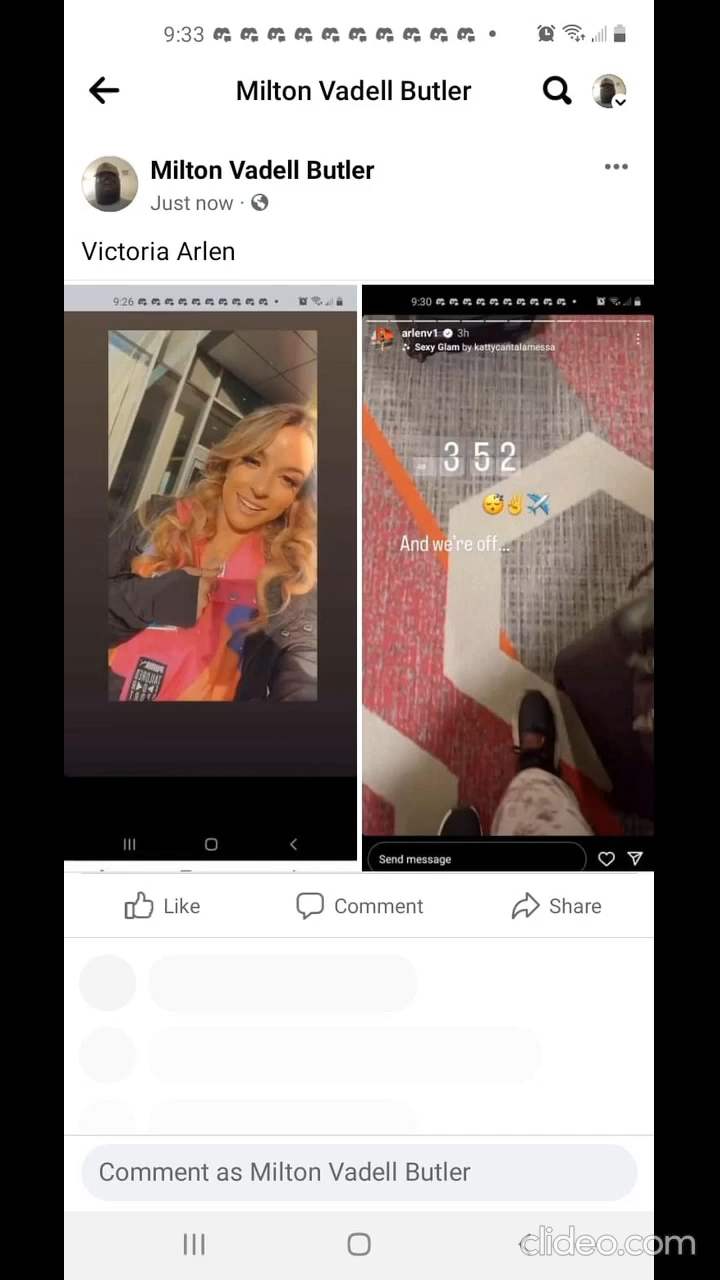 9:33
Milton Vadell Butler
Milton Vadell Butler
Just now ·
Victoria Arlen
9:26
9:30
arlenv1 3h
Sexy Glam by kattycantalamessa
352
And we're off...
Send message
Like
Comment
Share
Comment as Milton Vadell Butler
clideo.com